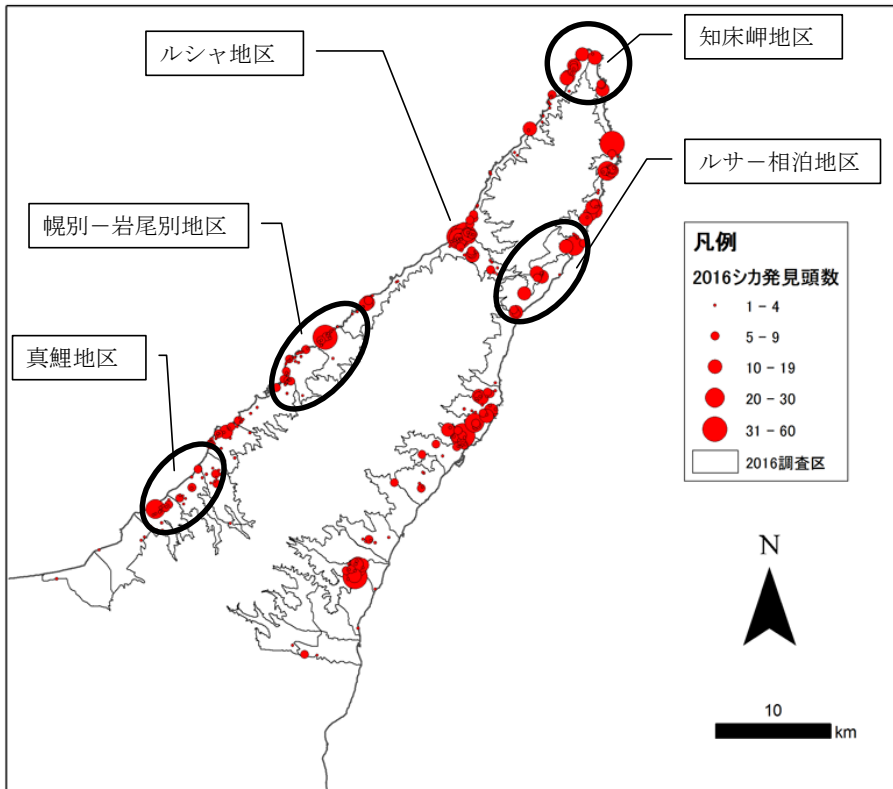 知床岬地区
ルシャ地区
ルサ－相泊地区
幌別－岩尾別地区
真鯉地区
凡例
2016シカ発見頭数
1 - 4
5 - 9
10 - 19
20 - 30
31 - 60
2016調査区
N
10
km